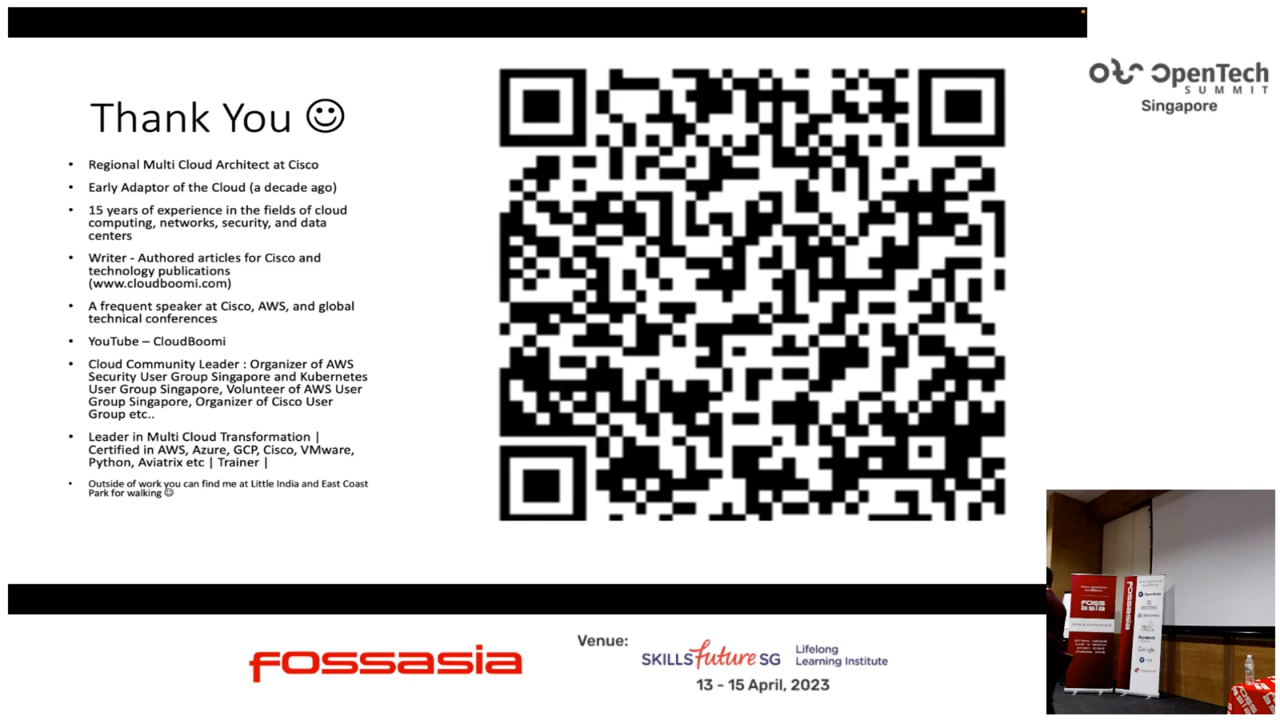 OpenTech
SUMMIT
Singapore
Thank You ☺
• Regional Multi Cloud Architect at Cisco
• Early Adaptor of the Cloud (a decade ago)
• 15 years of experience in the fields of cloud
computing, networks, security, and data
centers
• Writer - Authored articles for Cisco and
technology publications
(www.cloudboomi.com)
• A frequent speaker at Cisco, AWS, and global
technical conferences
• YouTube – CloudBoomi
• Cloud Community Leader : Organizer of AWS
Security User Group Singapore and Kubernetes
User Group Singapore, Volunteer of AWS User
Group Singapore, Organizer of Cisco User
Group etc..
• Leader in Multi Cloud Transformation |
Certified in AWS, Azure, GCP, Cisco, VMware,
Python, Aviatrix etc | Trainer |
• Outside of work you can find me at Little India and East Coast
Park for walking ☺
fossasia
Venue:
SKILLS future SG
Lifelong
Learning Institute
13 - 15 April, 2023
foss
asia
fossasia
Google